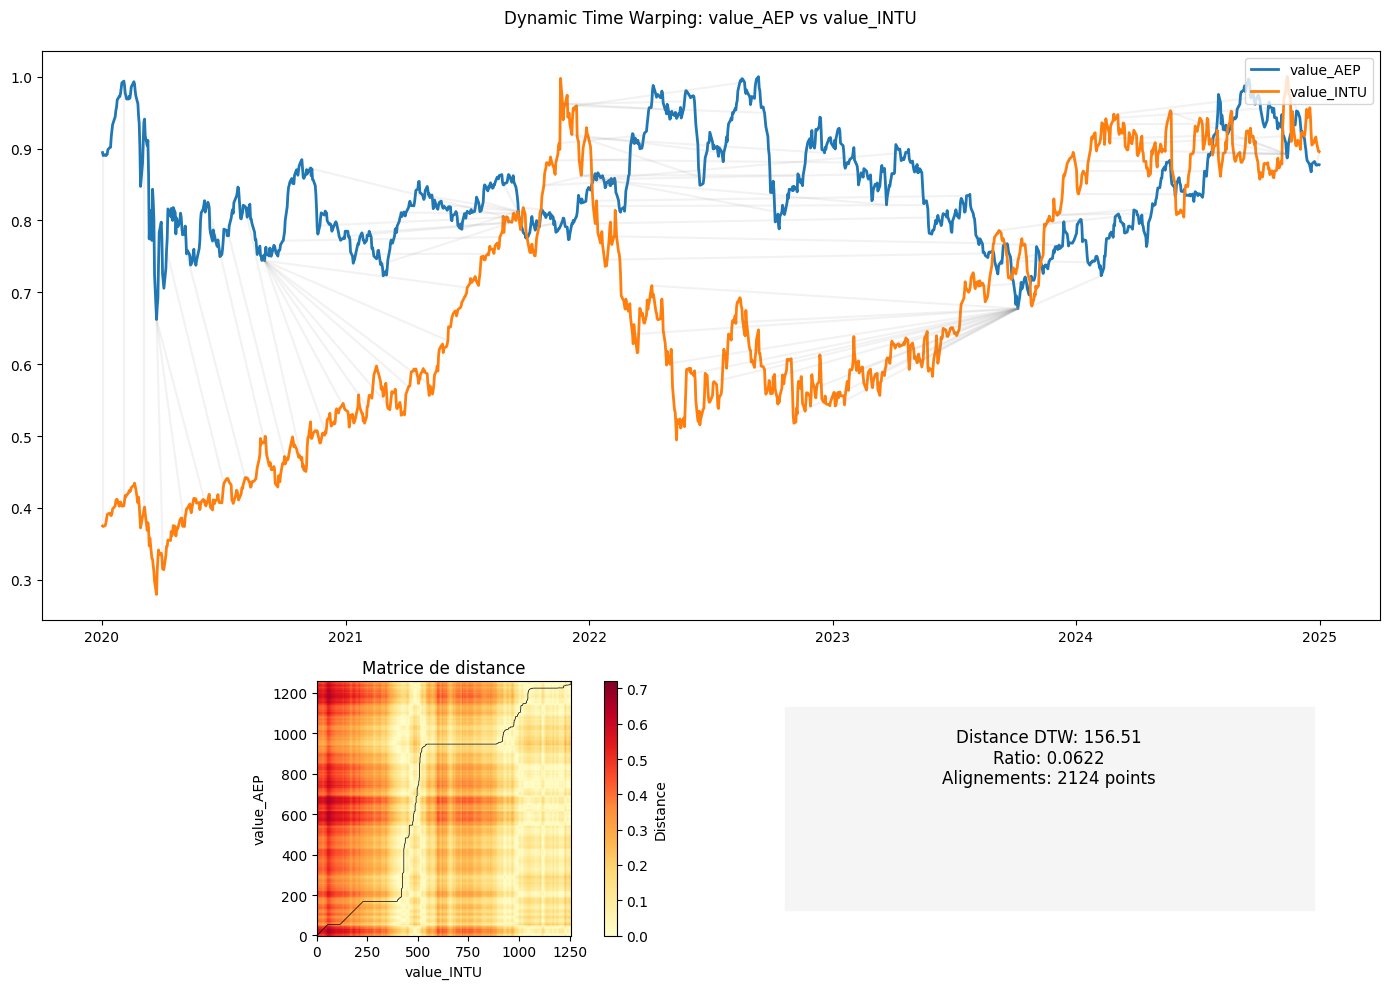 Dynamic Time Warping: value_AEP vs value_INTU
value_AEP
value_INTU
1.0
0.9
0.8
0.7
0.6
0.5
0.4
0.3
2020 2021 2022 2023 2024 2025
Matrice de distance
value_AEP
1200
1000
800
600
400
200
0
0 250 500 750 1000 1250
value_INTU
0.7
0.6
0.5
0.4
0.3
0.2
0.1
0.0
Distance
Distance DTW: 156.51
Ratio: 0.0622
Alignements: 2124 points